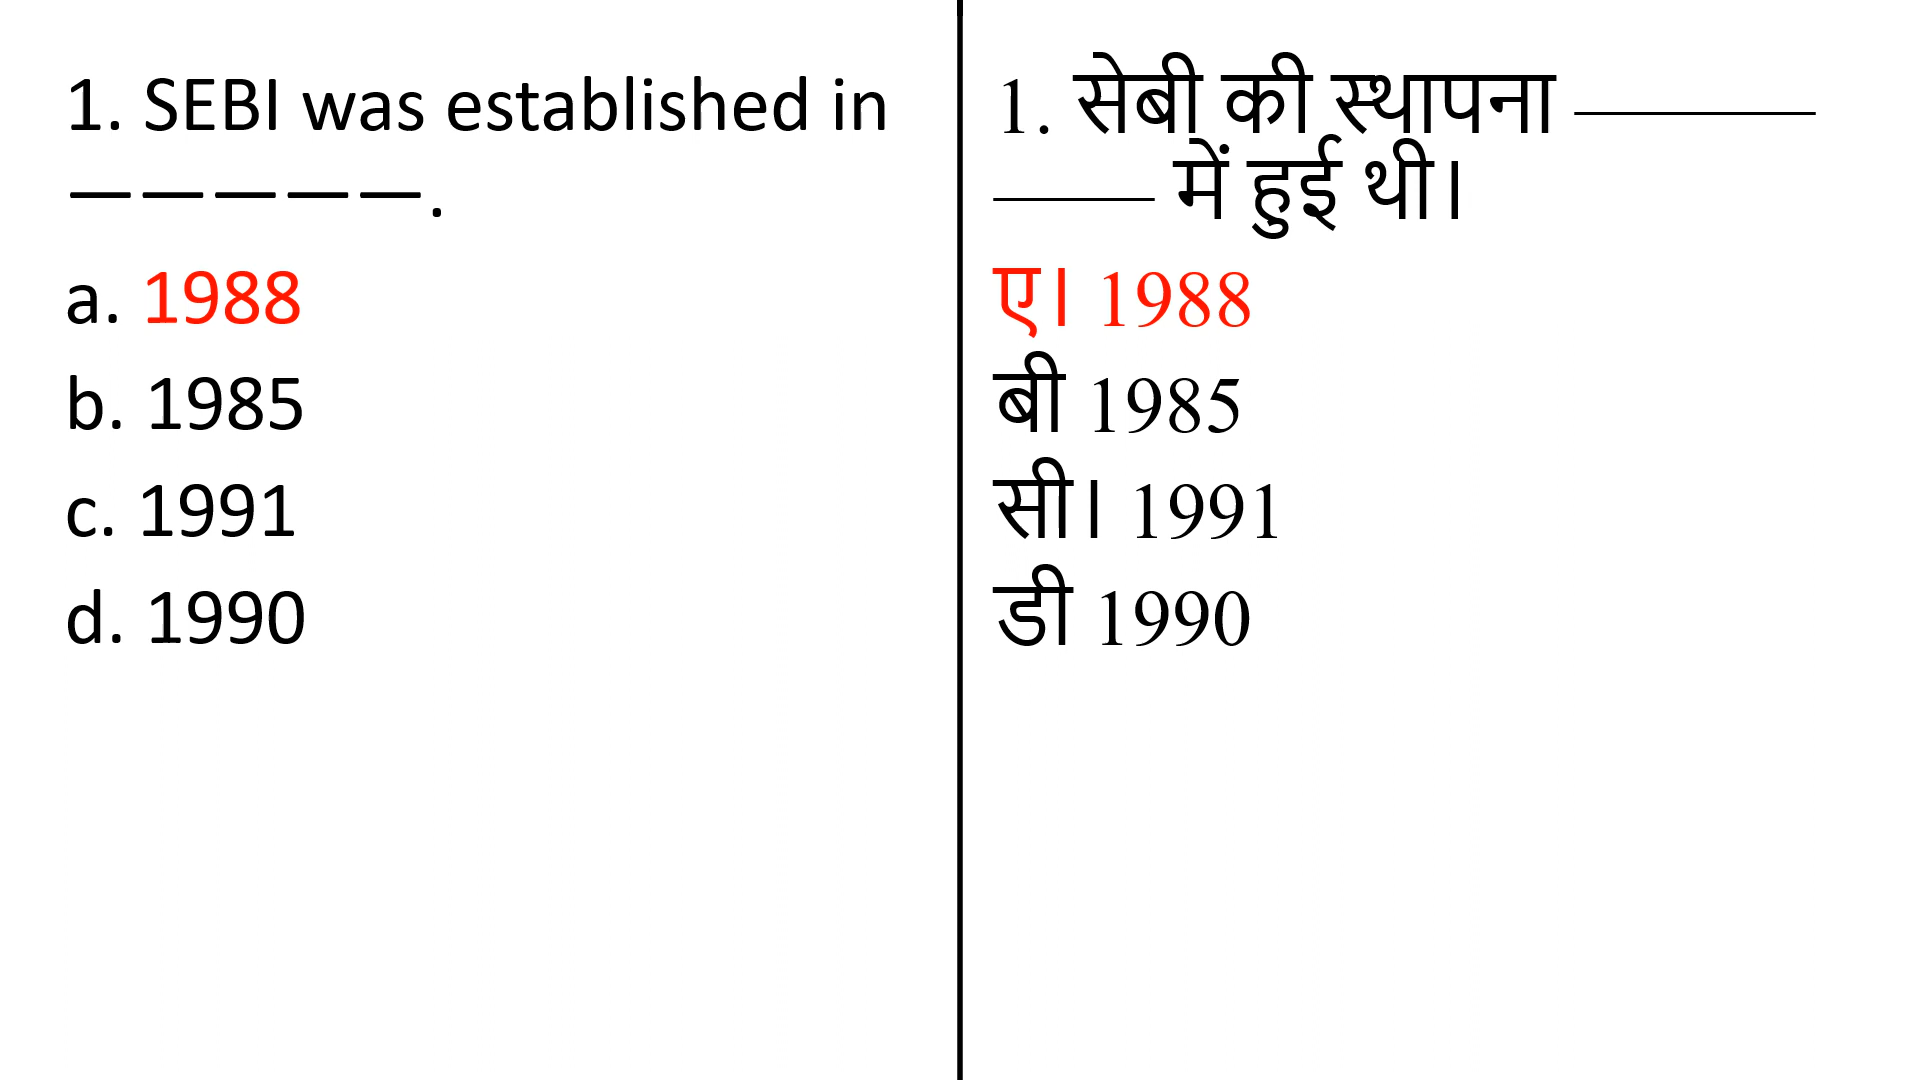 1. SEBI was established in
—————.
a. 1988
b. 1985
c. 1991
d. 1990
1. सेबी की स्थापना ———
—— में हुई थी।
ए। 1988
बी 1985
सी। 1991
डी 1990